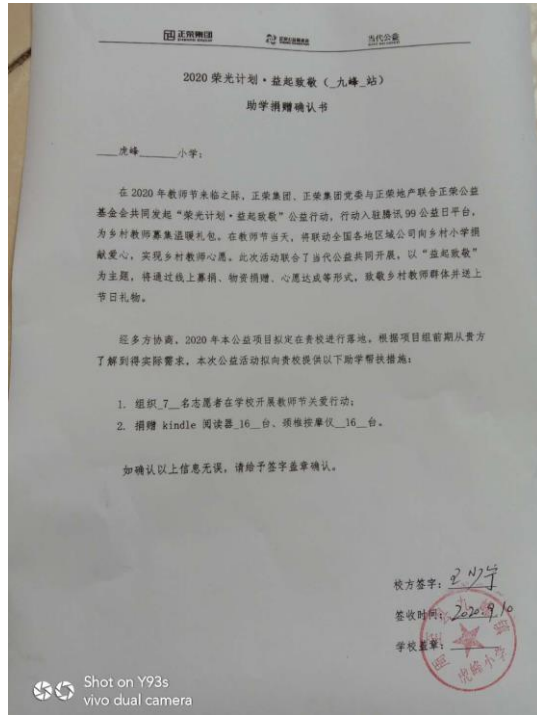 正荣集团
当代公益
2020 荣光计划·益起致敬（_九峰_站）
助学捐赠确认书
___虎峰______小学：
在 2020 年教师节来临之际，正荣集团、正荣集团党委与正荣地产联合正荣公益
基金会共同发起“荣光计划·益起致敬”公益行动，行动入驻腾讯 99 公益日平台，
为乡村教师募集温暖礼包。在教师节当天，将联动全国各地区域公司向乡村小学捐
献爱心，实现乡村教师心愿。此次活动联合了当代公益共同开展，以“益起致敬”
为主题，将通过线上募捐、物资捐赠、心愿达成等形式，致敬乡村教师群体并送上
节日礼物。
经多方协商，2020 年本公益项目拟定在贵校进行落地，根据项目组前期从贵方
了解到得实际需求，本次公益活动拟向贵校提供以下助学帮扶措施：
1. 组织_7__名志愿者在学校开展教师节关爱行动；
2. 捐赠 kindle 阅读器_16__台、颈椎按摩仪__16__台。
如确认以上信息无误，请给予签字盖章确认。
校方签字：
签收时间：2020.9.10
学校盖章：
虎峰小学
Shot on Y93s
vivo dual camera